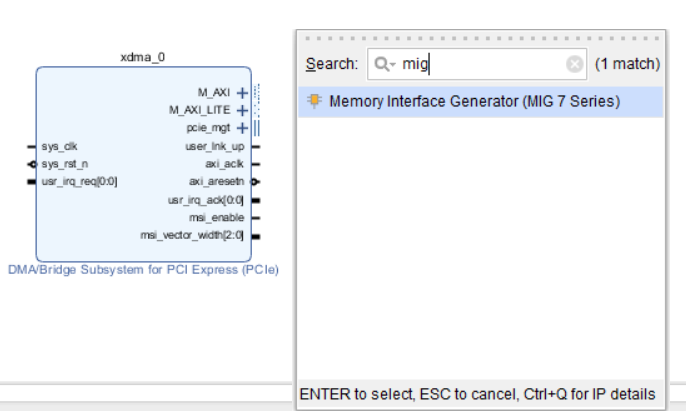 xdma_0
M_AXI
M_AXI_LITE
pcie_mgt
sys_clk
user_lnk_up
sys_rst_n
axi_aclk
usr_irq_req[0:0]
axi_aresetn
usr_irq_ack[0:0]
msi_enable
msi_vector_width[2:0]
DMA/Bridge Subsystem for PCI Express (PCIe)
Search: mig (1 match)
Memory Interface Generator (MIG 7 Series)
ENTER to select, ESC to cancel, Ctrl+Q for IP details